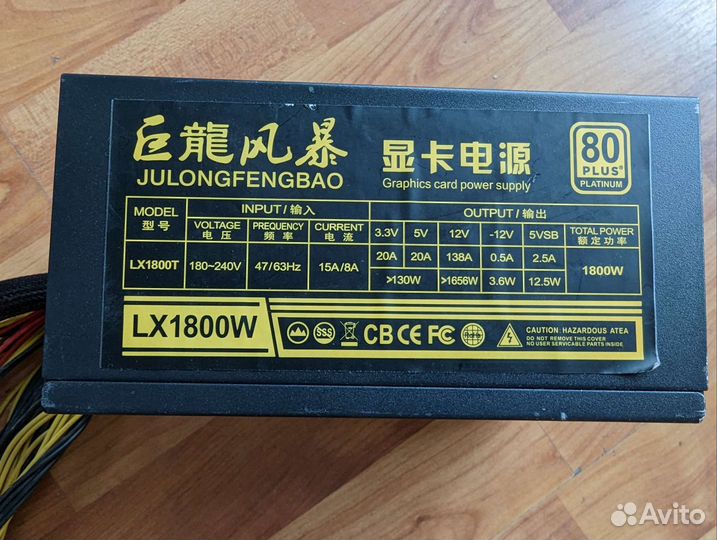 巨龍风暴
JULONGFENGBAO
显卡电源
Graphics card power supply
80
PLUS®
PLATINUM
MODEL
型号
INPUT/输入
OUTPUT/输出
VOLTAGE
电压
PREQUENCY
频率
CURRENT
电流
3.3V 5V 12V -12V 5VSB
TOTAL POWER
额定功率
LX1800T 180~240V 47/63Hz 15A/8A
20A 20A 138A 0.5A 2.5A
>130W >1656W 3.6W 12.5W
1800W
LX1800W
SSS
CB CE FC
CAUTION: HAZARDOUS ATEA
DO NOT REMOVE THIS COVER
NO USER SERVICABLE PARTS INSIDE
Avito